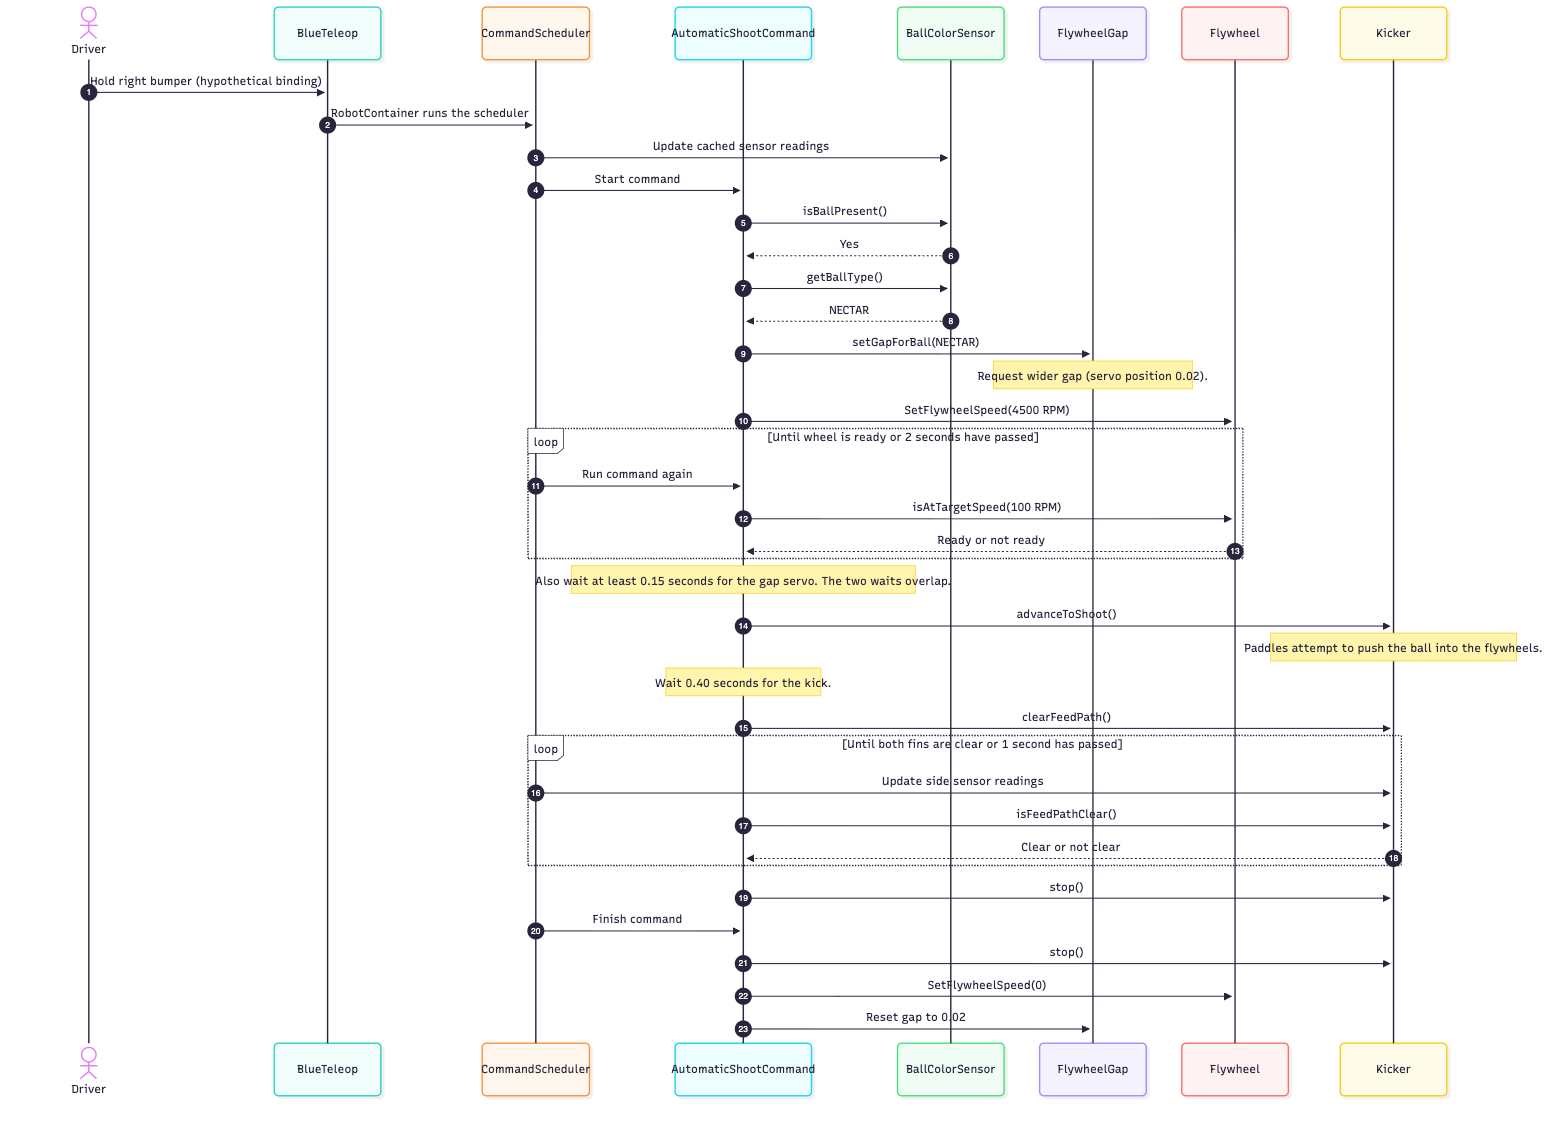 Driver
BlueTeleop
CommandScheduler
AutomaticShootCommand
BallColorSensor
FlywheelGap
Flywheel
Kicker
Hold right bumper (hypothetical binding)
1
RobotContainer runs the scheduler
2
Update cached sensor readings
3
Start command
4
isBallPresent()
5
Yes
6
getBallType()
7
NECTAR
8
setGapForBall(NECTAR)
9
Request wider gap (servo position 0.02).
SetFlywheelSpeed(4500 RPM)
10
loop
[Until wheel is ready or 2 seconds have passed]
Run command again
11
isAtTargetSpeed(100 RPM)
12
Ready or not ready
13
Also wait at least 0.15 seconds for the gap servo. The two waits overlap.
advanceToShoot()
14
Paddles attempt to push the ball into the flywheels.
Wait 0.40 seconds for the kick.
clearFeedPath()
15
loop
[Until both fins are clear or 1 second has passed]
Update side sensor readings
16
isFeedPathClear()
17
Clear or not clear
18
stop()
19
Finish command
20
stop()
21
SetFlywheelSpeed(0)
22
Reset gap to 0.02
23
Driver
BlueTeleop
CommandScheduler
AutomaticShootCommand
BallColorSensor
FlywheelGap
Flywheel
Kicker